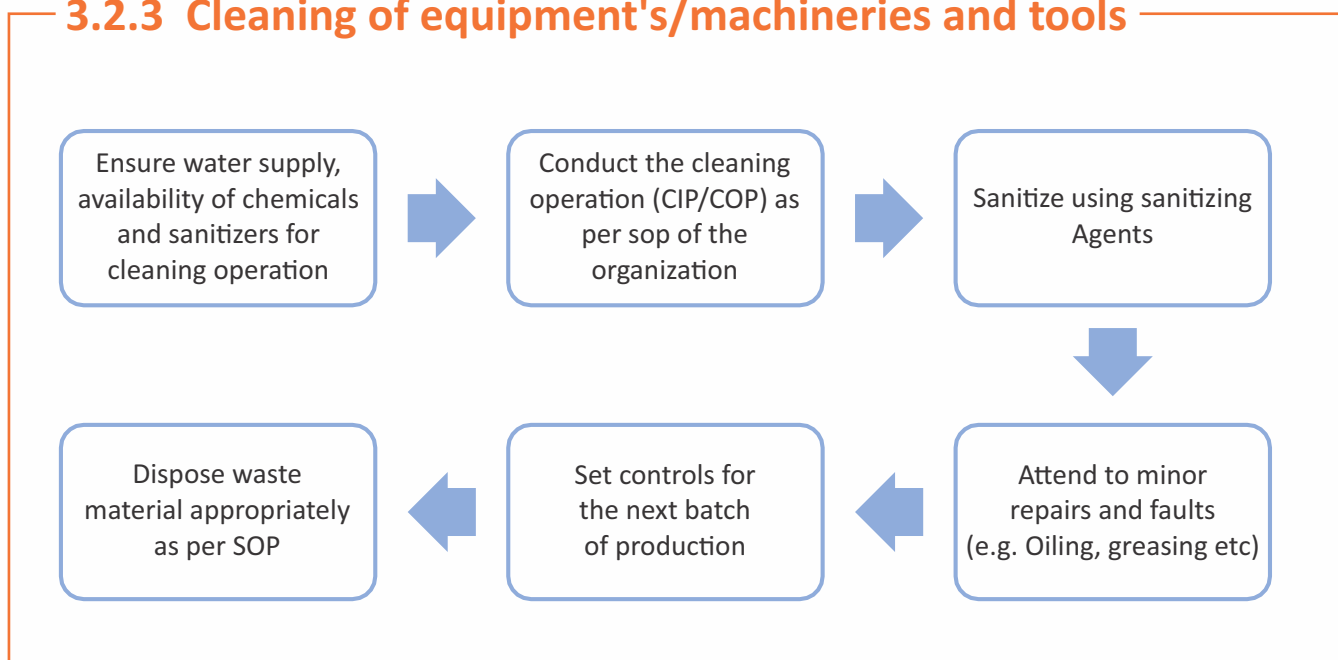 3.2.3 Cleaning of equipment's/machineries and tools
Ensure water supply,
availability of chemicals
and sanitizers for
cleaning operation
Conduct the cleaning
operation (CIP/COP) as
per sop of the
organization
Sanitize using sanitizing
Agents
Attend to minor
repairs and faults
(e.g. Oiling, greasing etc)
Set controls for
the next batch
of production
Dispose waste
material appropriately
as per SOP